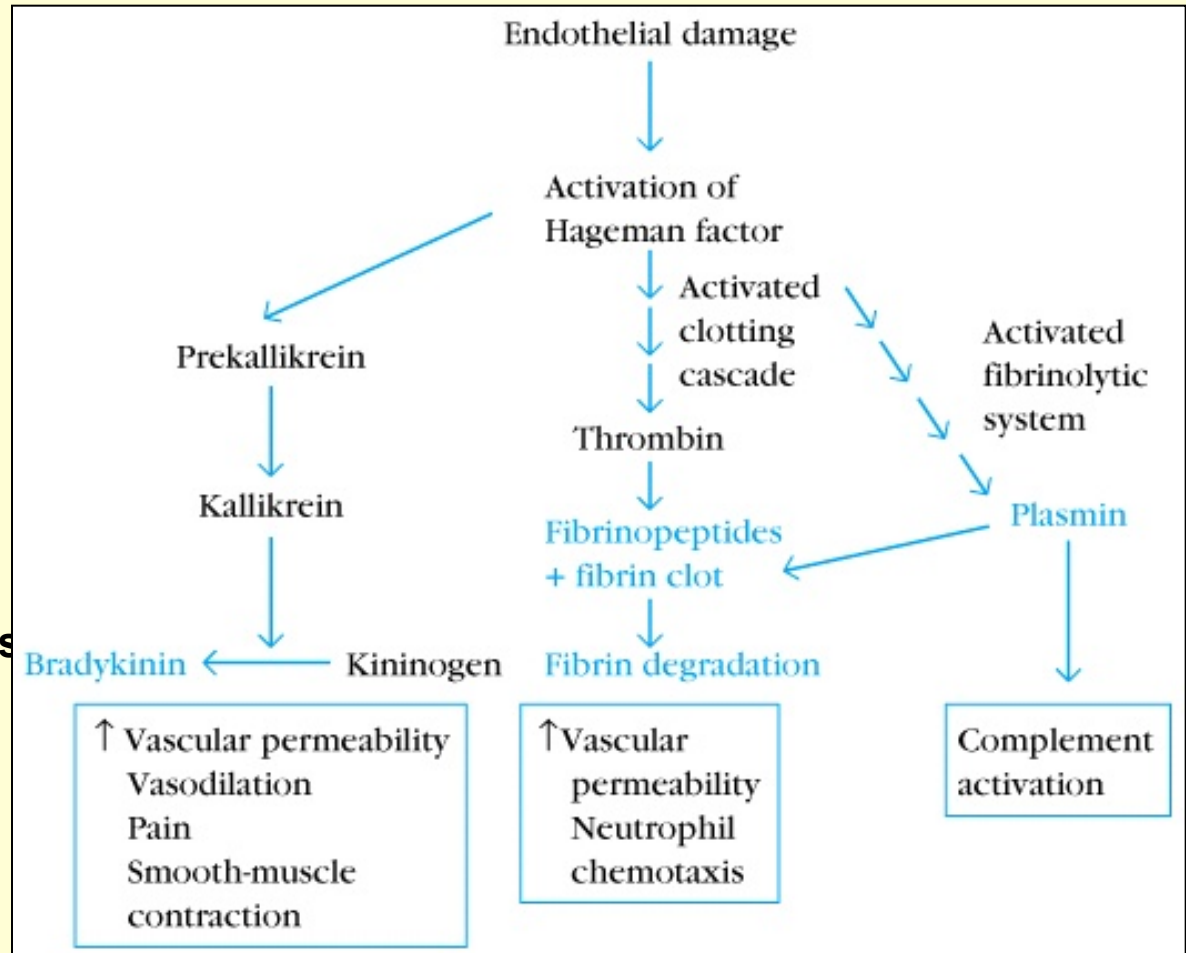 Endothelial damage
Activation of
Hageman factor
Activated
clotting
cascade
Activated
fibrinolytic
system
Prekallikrein
Thrombin
Kallikrein
Fibrinopeptides
+ fibrin clot
Plasmin
s
Bradykinin
Kininogen
Fibrin degradation
↑ Vascular permeability
Vasodilation
Pain
Smooth-muscle
contraction
↑Vascular
permeability
Neutrophil
chemotaxis
Complement
activation